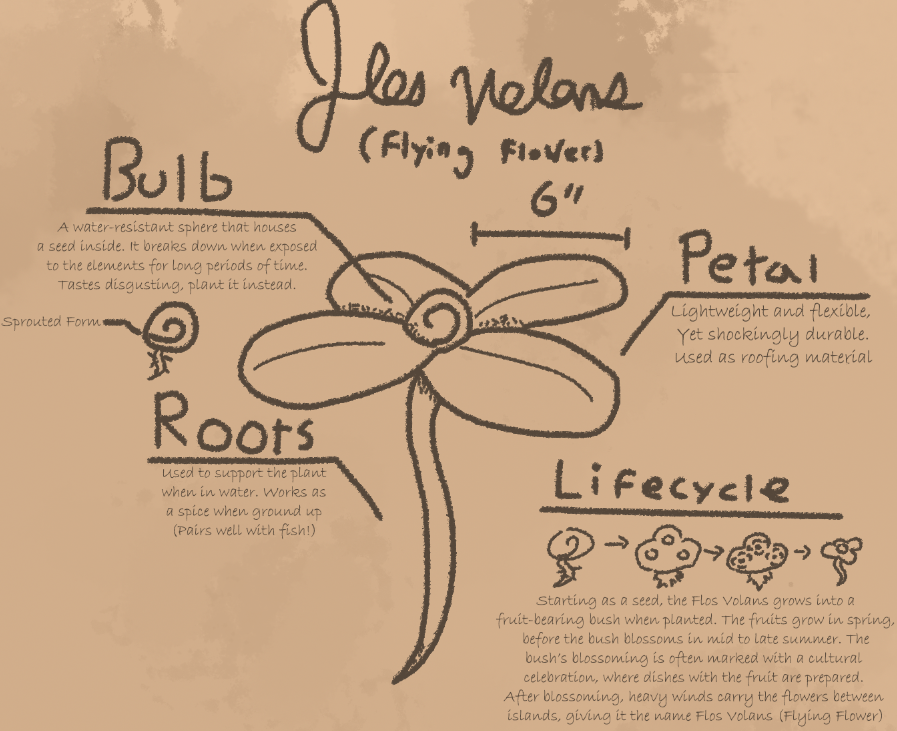 Flos Volans
(Flying Flower)
6"
Bulb
A water-resistant sphere that houses
a seed inside. It breaks down when exposed
to the elements for long periods of time.
Tastes disgusting, plant it instead.
Sprouted Form
Petal
Lightweight and flexible,
Yet shockingly durable.
Used as roofing material
Roots
Used to support the plant
when in water. Works as
a spice when ground up
(Pairs well with fish!)
Lifecycle
Starting as a seed, the Flos Volans grows into a
fruit-bearing bush when planted. The fruits grow in spring,
before the bush blossoms in mid to late summer. The
bush's blossoming is often marked with a cultural
celebration, where dishes with the fruit are prepared.
After blossoming, heavy winds carry the flowers between
islands, giving it the name Flos Volans (Flying Flower)